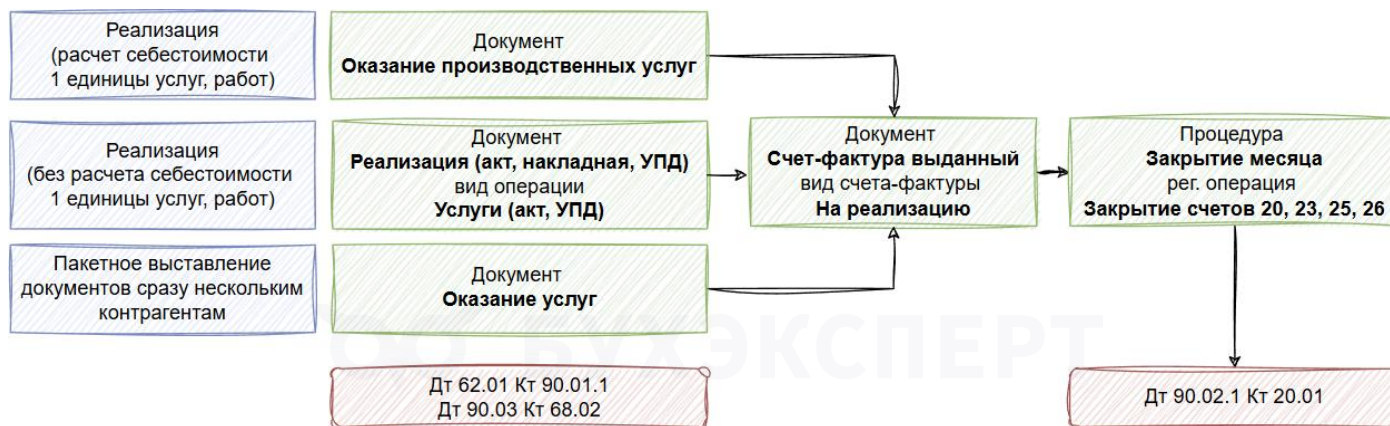 Реализация
(расчет себестоимости
1 единицы услуг, работ)
Документ
Оказание производственных услуг
Реализация
(без расчета себестоимости
1 единицы услуг, работ)
Документ
Реализация (акт, накладная, УПД)
вид операции
Услуги (акт, УПД)
Документ
Счет-фактура выданный
вид счета-фактуры
На реализацию
Процедура
Закрытие месяца
рег. операция
Закрытие счетов 20, 23, 25, 26
Пакетное выставление
документов сразу нескольким
контрагентам
Документ
Оказание услуг
БУХЭКСПЕРТ
Дт 62.01 Кт 90.01.1
Дт 90.03 Кт 68.02
Дт 90.02.1 Кт 20.01